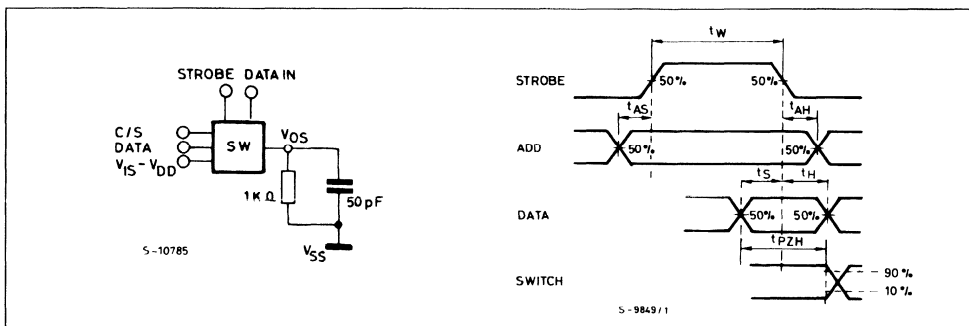 STROBE DATA IN
C/S
DATA
VIS-VDD
SW
VOS
1KΩ
50pF
VSS
S-10785
tW
STROBE
50%
50%
tAS
tAH
ADD
50%
50%
tS
tH
DATA
50%
50%
tPZH
SWITCH
90%
10%
S-9849/1